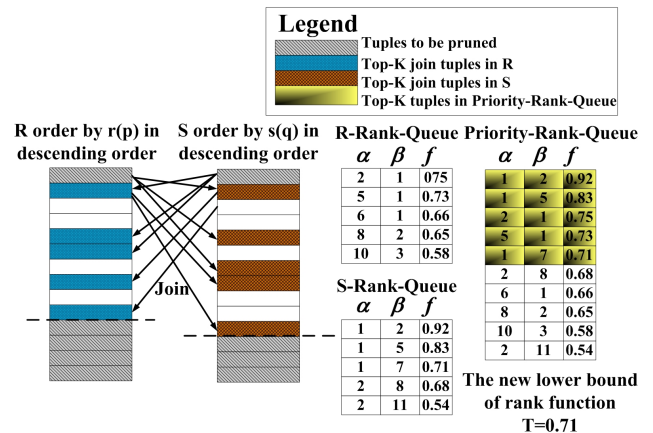 Legend
Tuples to be pruned
Top-K join tuples in R
Top-K join tuples in S
Top-K tuples in Priority-Rank-Queue
R order by r(p) in
descending order
S order by s(q) in
descending order
Join
R-Rank-Queue
α β f
2 1 075
5 1 0.73
6 1 0.66
8 2 0.65
10 3 0.58
S-Rank-Queue
α β f
1 2 0.92
1 5 0.83
1 7 0.71
2 8 0.68
2 11 0.54
Priority-Rank-Queue
α β f
1 2 0.92
1 5 0.83
2 1 0.75
5 1 0.73
1 7 0.71
2 8 0.68
6 1 0.66
8 2 0.65
10 3 0.58
2 11 0.54
The new lower bound
of rank function
T=0.71